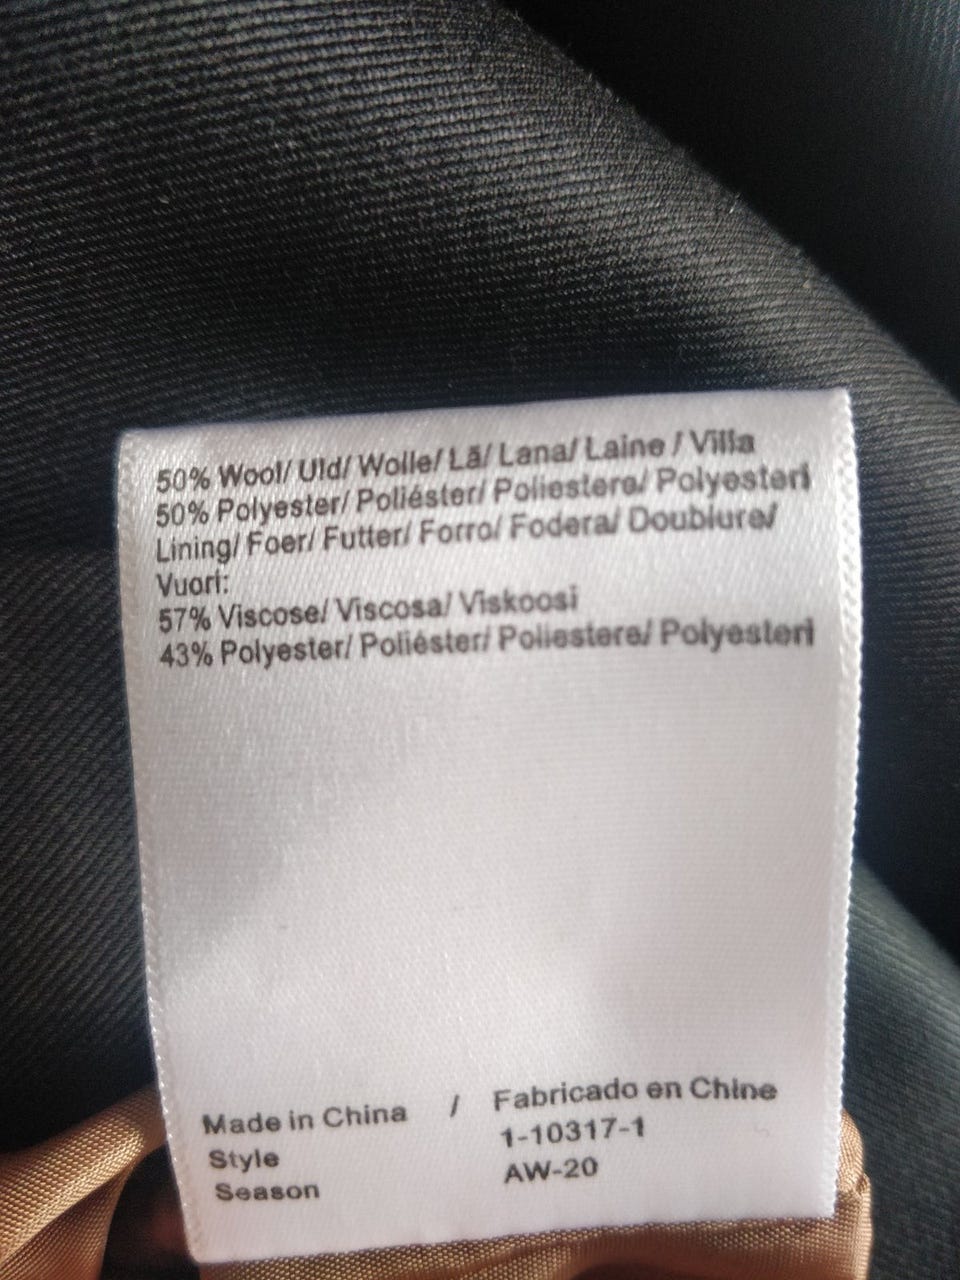 50% Wool/ Uld/ Wolle/ Lã/ Lana/ Laine / Villa
50% Polyester/ Poliéster/ Poliestere/ Polyesteri
Lining/ Foer/ Futter/ Forro/ Fodera/ Doublure/
Vuori:
57% Viscose/ Viscosa/ Viskoosi
43% Polyester/ Poliéster/ Poliestere/ Polyesteri
Made in China / Fabricado en Chine
Style 1-10317-1
Season AW-20